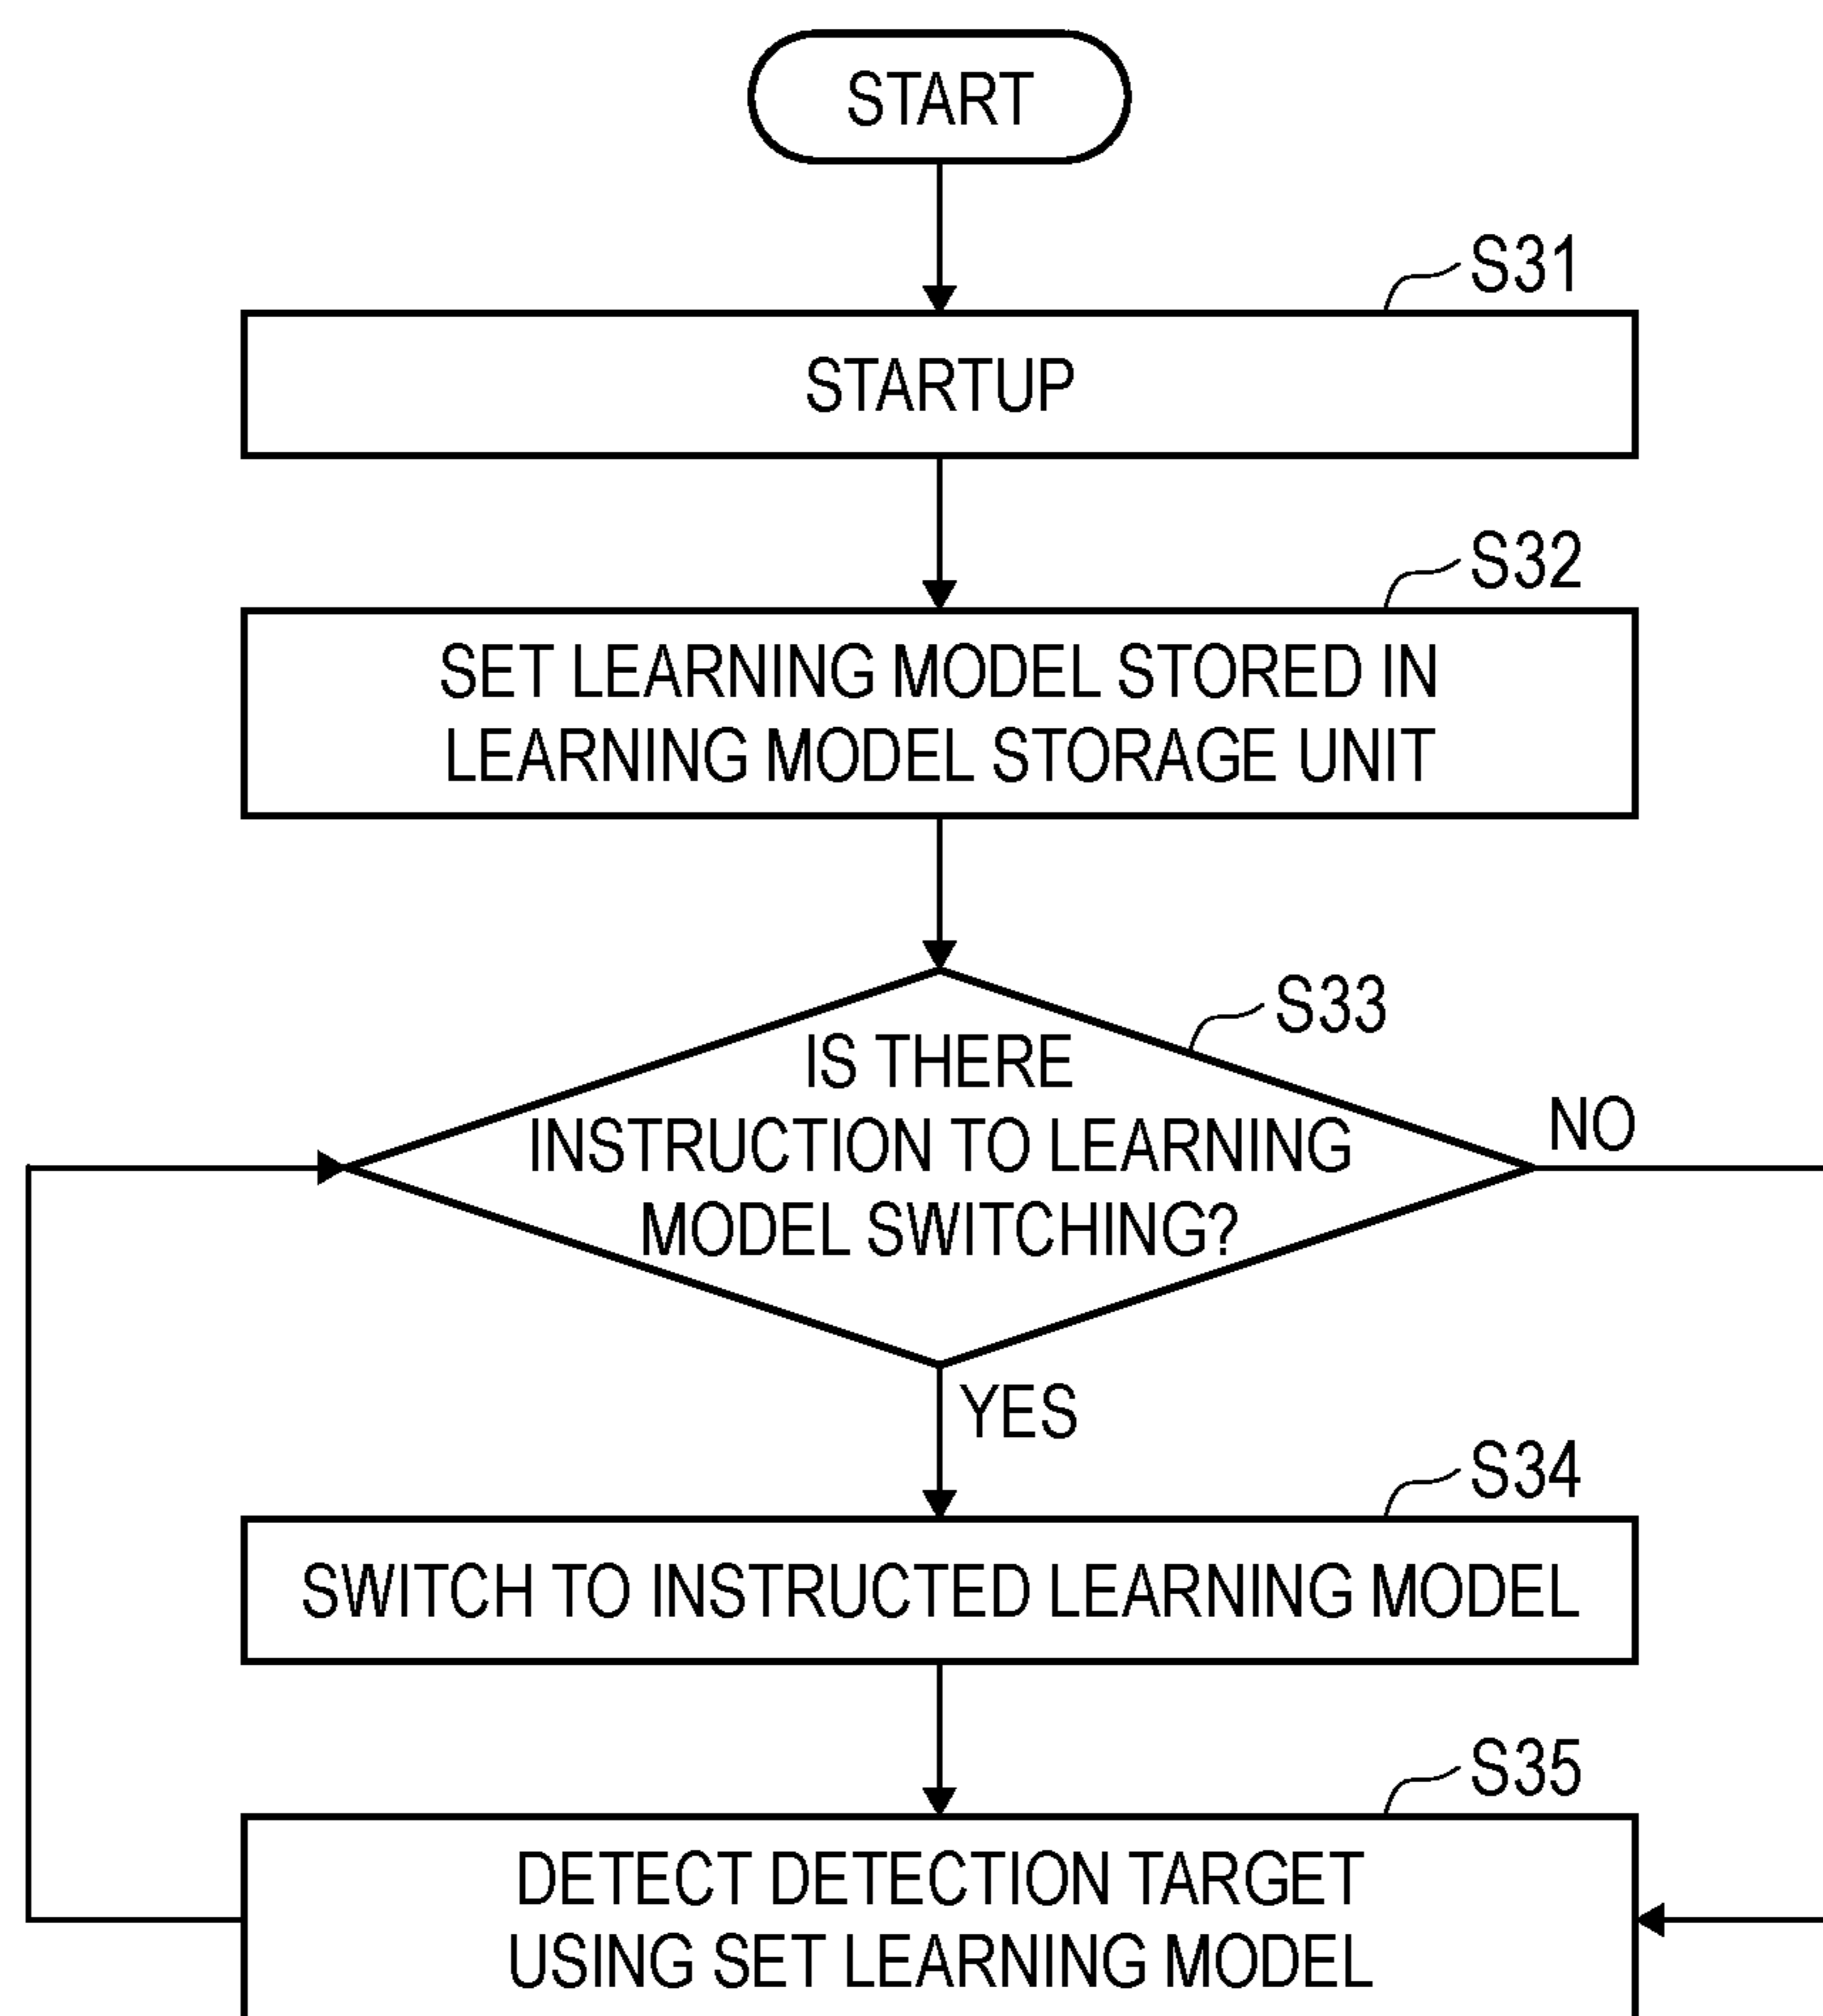 START
S31
STARTUP
S32
SET LEARNING MODEL STORED IN
LEARNING MODEL STORAGE UNIT
S33
IS THERE
INSTRUCTION TO LEARNING
MODEL SWITCHING?
NO
YES
S34
SWITCH TO INSTRUCTED LEARNING MODEL
S35
DETECT DETECTION TARGET
USING SET LEARNING MODEL